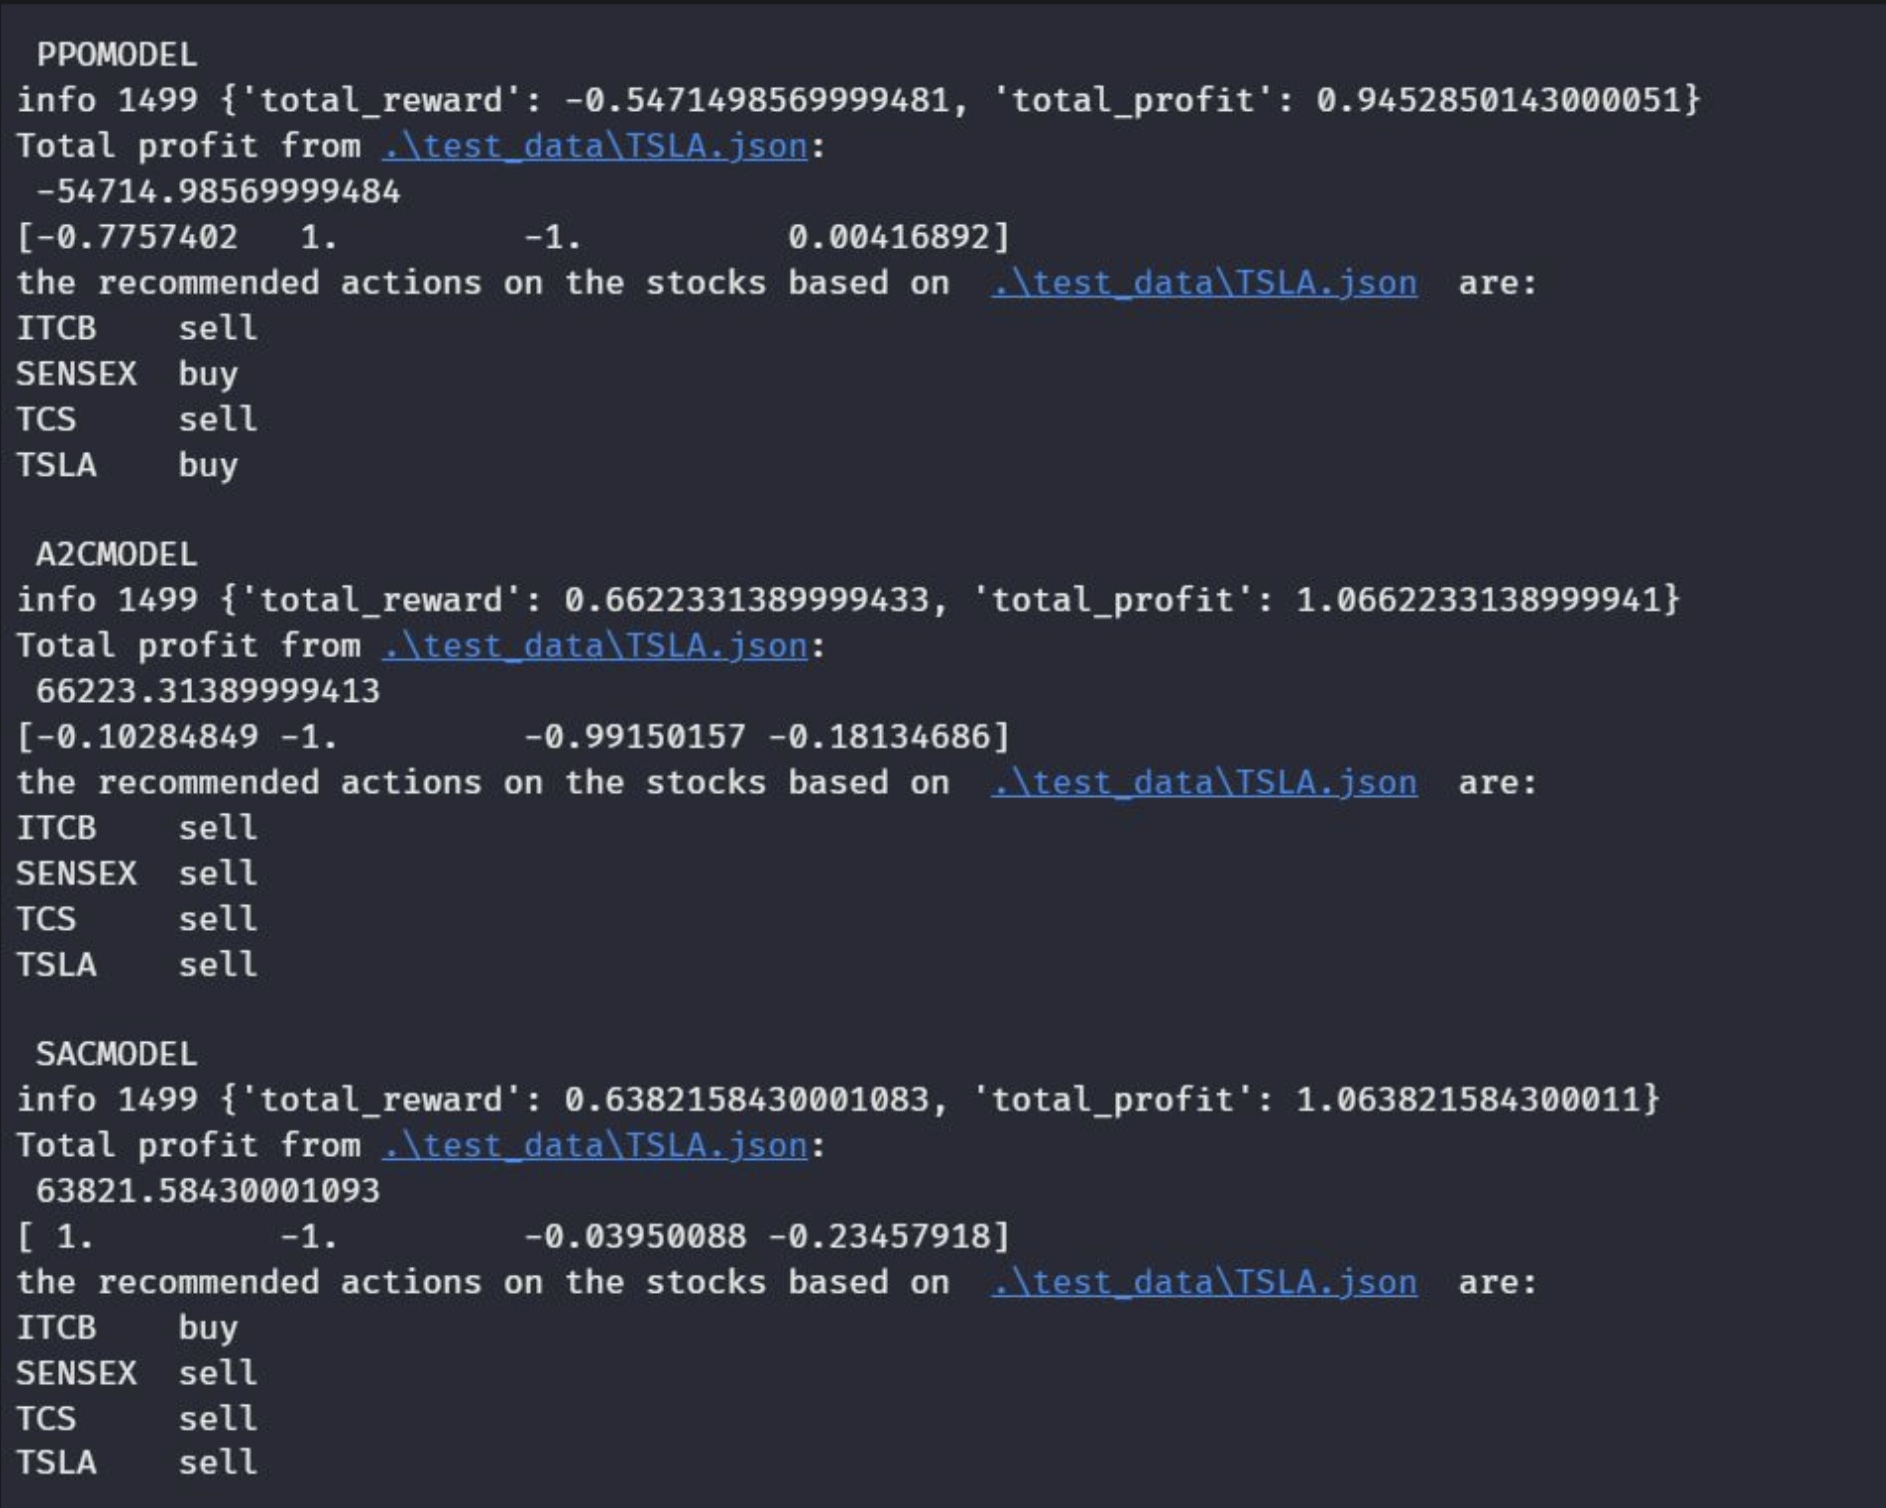 PPOMODEL
info 1499 {'total_reward': -0.5471498569999481, 'total_profit': 0.9452850143000051}
Total profit from .\test_data\TSLA.json:
-54714.98569999484
[-0.7757402   1.         -1.          0.00416892]
the recommended actions on the stocks based on  .\test_data\TSLA.json  are:
ITCB    sell
SENSEX  buy
TCS     sell
TSLA    buy
A2CMODEL
info 1499 {'total_reward': 0.6622331389999433, 'total_profit': 1.0662233138999941}
Total profit from .\test_data\TSLA.json:
66223.31389999413
[-0.10284849 -1.         -0.99150157 -0.18134686]
the recommended actions on the stocks based on  .\test_data\TSLA.json  are:
ITCB    sell
SENSEX  sell
TCS     sell
TSLA    sell
SACMODEL
info 1499 {'total_reward': 0.6382158430001083, 'total_profit': 1.063821584300011}
Total profit from .\test_data\TSLA.json:
63821.58430001093
[ 1.         -1.         -0.03950088 -0.23457918]
the recommended actions on the stocks based on  .\test_data\TSLA.json  are:
ITCB    buy
SENSEX  sell
TCS     sell
TSLA    sell